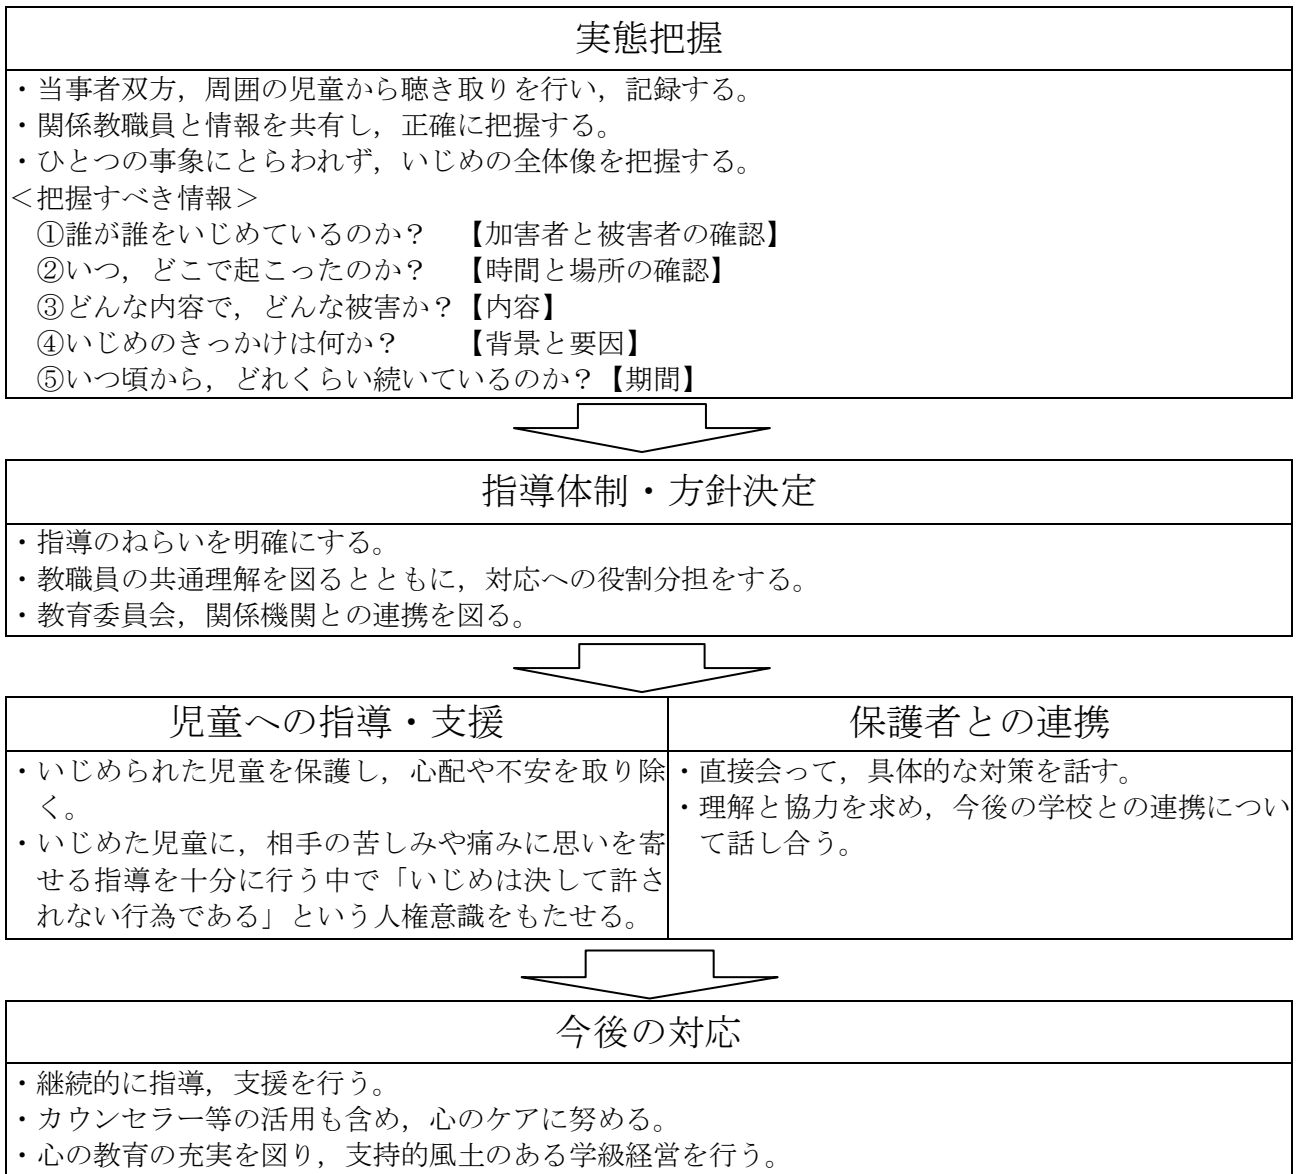 実態把握
・当事者双方，周囲の児童から聴き取りを行い，記録する。
・関係教職員と情報を共有し，正確に把握する。
・ひとつの事象にとらわれず，いじめの全体像を把握する。
＜把握すべき情報＞
①誰が誰をいじめているのか？　【加害者と被害者の確認】
②いつ，どこで起こったのか？　【時間と場所の確認】
③どんな内容で，どんな被害か？【内容】
④いじめのきっかけは何か？　　【背景と要因】
⑤いつ頃から，どれくらい続いているのか？【期間】
指導体制・方針決定
・指導のねらいを明確にする。
・教職員の共通理解を図るとともに，対応への役割分担をする。
・教育委員会，関係機関との連携を図る。
児童への指導・支援
・いじめられた児童を保護し，心配や不安を取り除
く。
・いじめた児童に，相手の苦しみや痛みに思いを寄
せる指導を十分に行う中で「いじめは決して許さ
れない行為である」という人権意識をもたせる。
保護者との連携
・直接会って，具体的な対策を話す。
・理解と協力を求め，今後の学校との連携につい
て話し合う。
今後の対応
・継続的に指導，支援を行う。
・カウンセラー等の活用も含め，心のケアに努める。
・心の教育の充実を図り，支持的風土のある学級経営を行う。